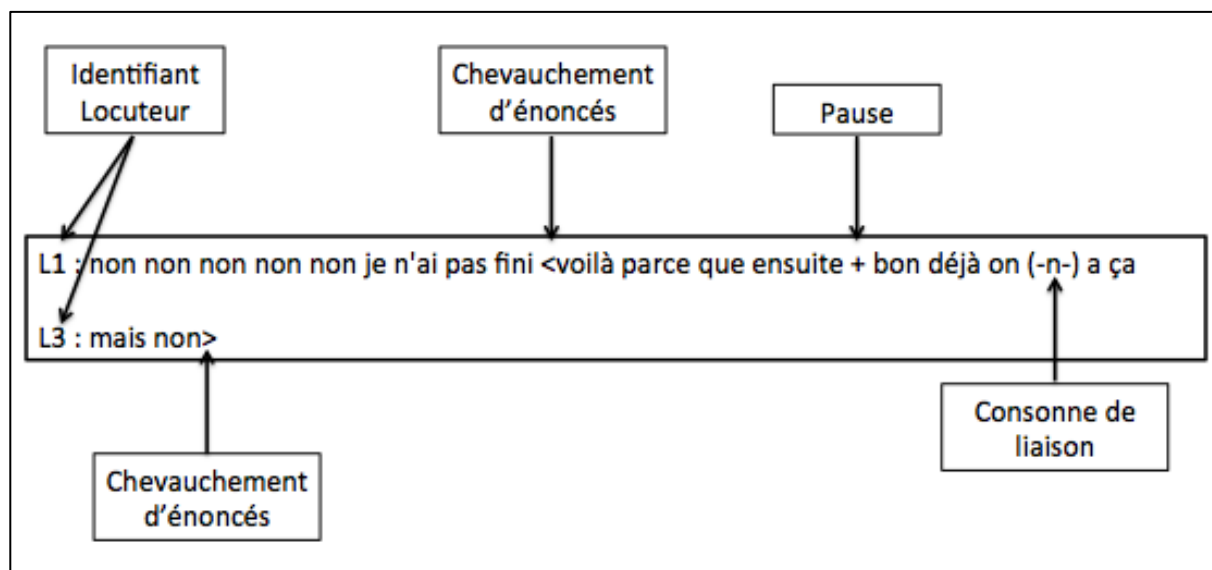 Identifiant
Locuteur
Chevauchement
d'énoncés
Pause
L1 : non non non non non je n'ai pas fini <voilà parce que ensuite + bon déjà on (-n-) a ça
L3 : mais non>
Chevauchement
d'énoncés
Consonne de
liaison